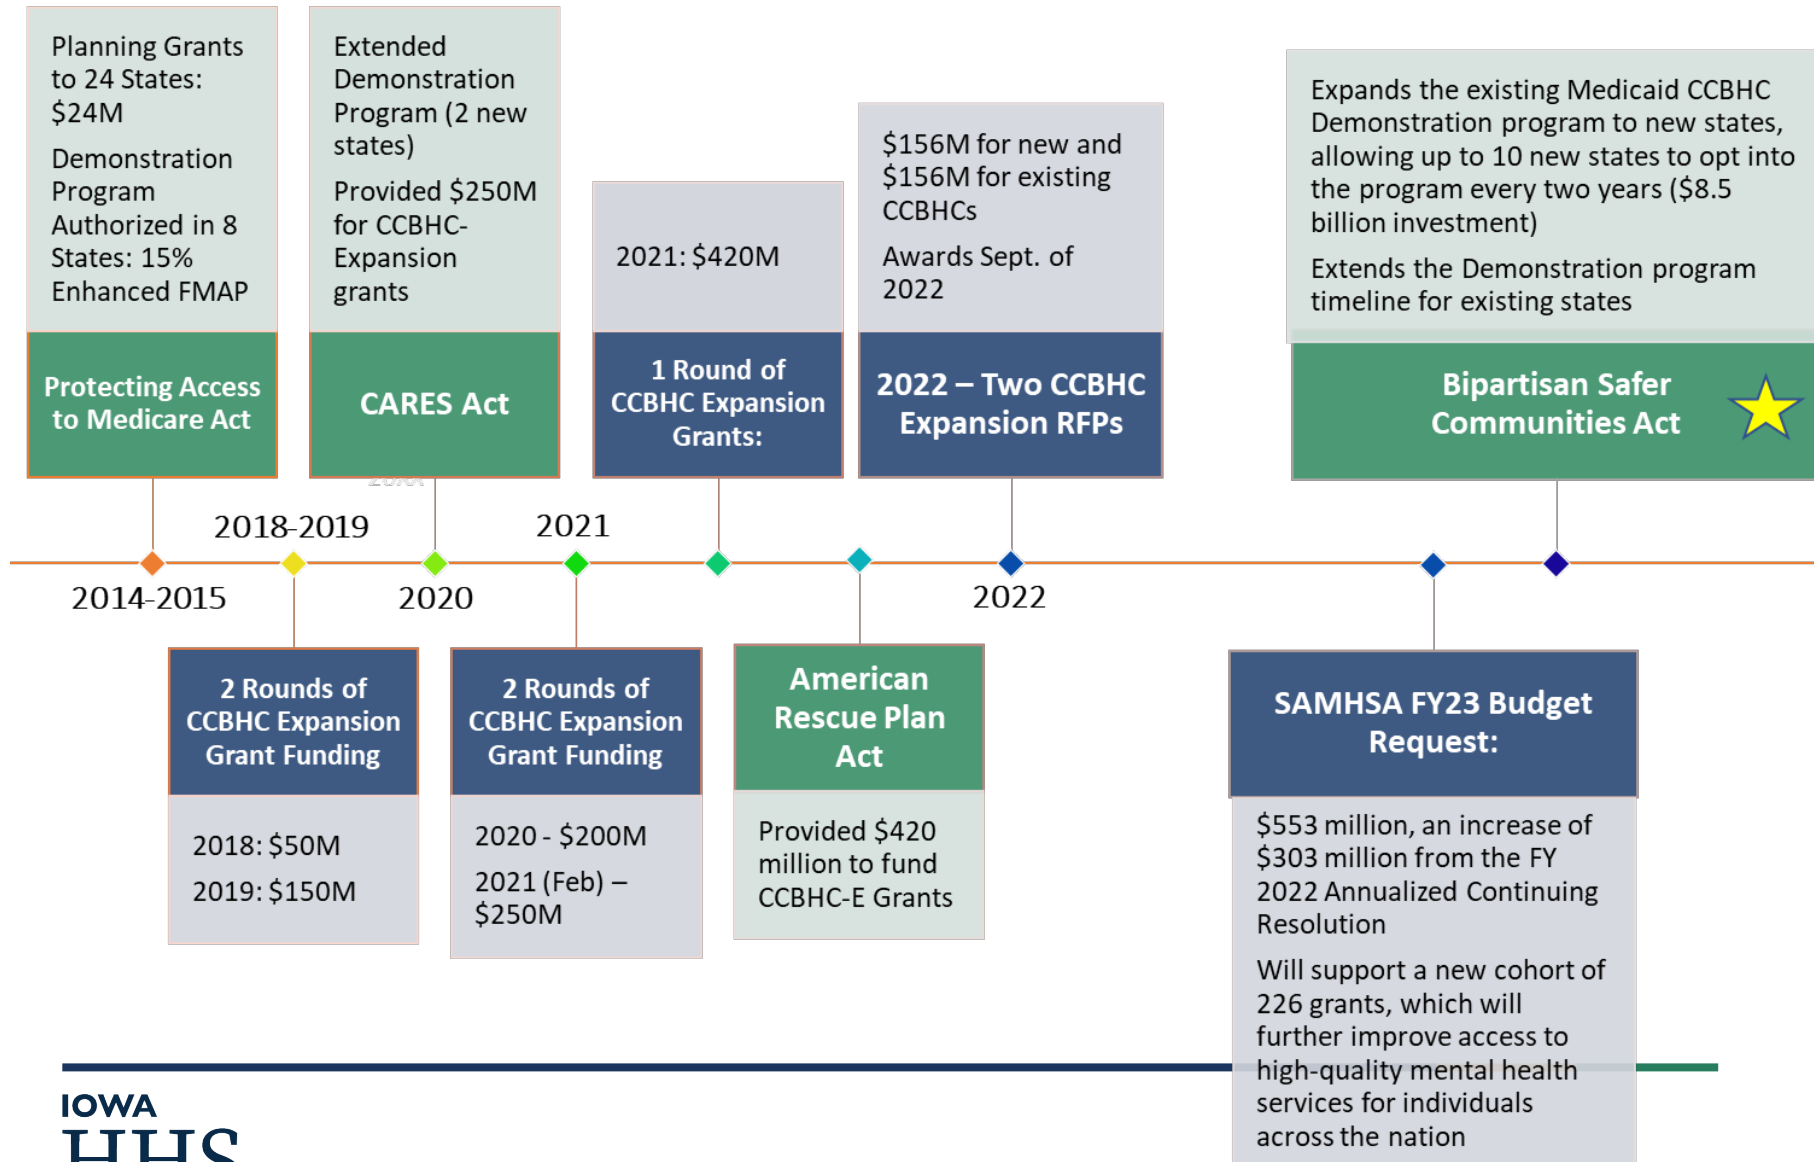 Planning Grants
to 24 States:
$24M
Demonstration
Program
Authorized in 8
States: 15%
Enhanced FMAP
Protecting Access
to Medicare Act
Extended
Demonstration
Program (2 new
states)
Provided $250M
for CCBHC-
Expansion
grants
CARES Act
2021: $420M
1 Round of
CCBHC Expansion
Grants:
$156M for new and
$156M for existing
CCBHCs
Awards Sept. of
2022
2022 – Two CCBHC
Expansion RFPs
Expands the existing Medicaid CCBHC
Demonstration program to new states,
allowing up to 10 new states to opt into
the program every two years ($8.5
billion investment)
Extends the Demonstration program
timeline for existing states
Bipartisan Safer
Communities Act
2014-2015
2018-2019
2020
2021
2022
2 Rounds of
CCBHC Expansion
Grant Funding
2018: $50M
2019: $150M
2 Rounds of
CCBHC Expansion
Grant Funding
2020 - $200M
2021 (Feb) –
$250M
American
Rescue Plan
Act
Provided $420
million to fund
CCBHC-E Grants
SAMHSA FY23 Budget
Request:
$553 million, an increase of
$303 million from the FY
2022 Annualized Continuing
Resolution
Will support a new cohort of
226 grants, which will
further improve access to
high-quality mental health
services for individuals
across the nation
IOWA
HHS